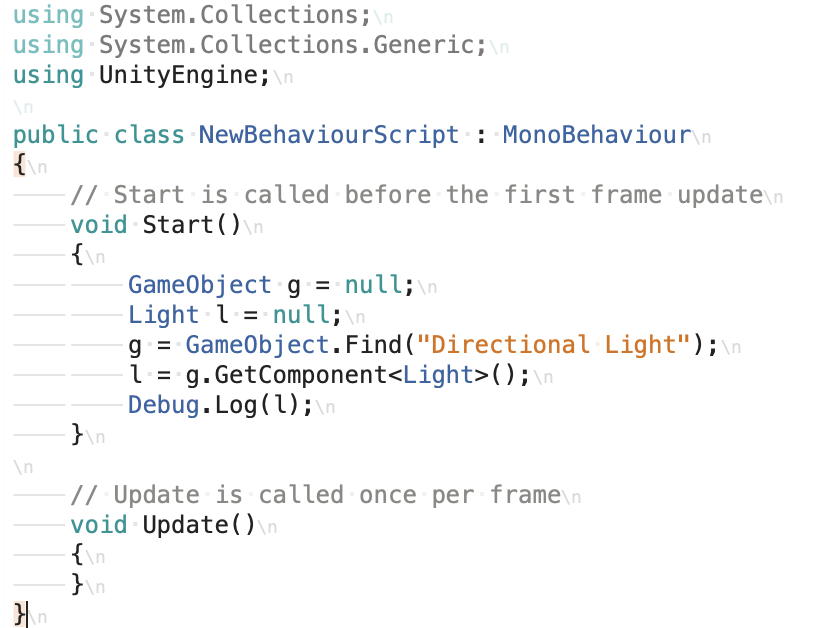 using System.Collections;\n
using System.Collections.Generic;\n
using UnityEngine;\n
\n
public class NewBehaviourScript : MonoBehaviour\n
{\n
// Start is called before the first frame update\n
void Start()\n
{\n
GameObject g = null;\n
Light l = null;\n
g = GameObject.Find("Directional Light");\n
l = g.GetComponent<Light>();\n
Debug.Log(l);\n
}\n
\n
// Update is called once per frame\n
void Update()\n
{\n
}\n
}\n